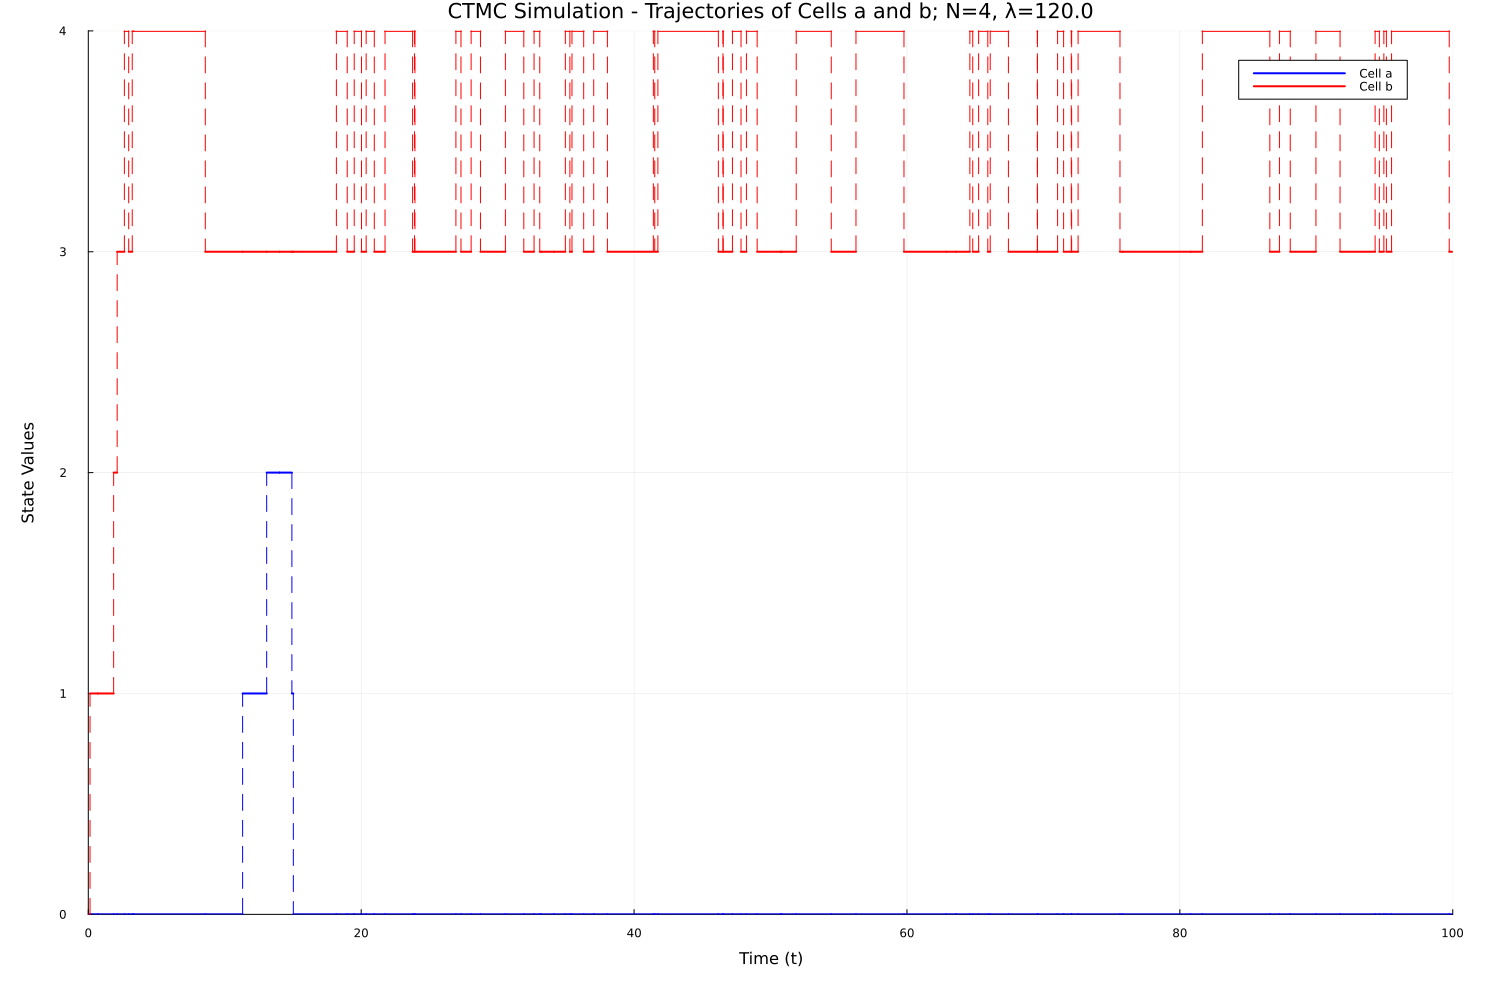 CTMC Simulation - Trajectories of Cells a and b; N=4, λ=120.0
4
Cell a
Cell b
3
State Values
2
1
0
0 20 40 60 80 100
Time (t)